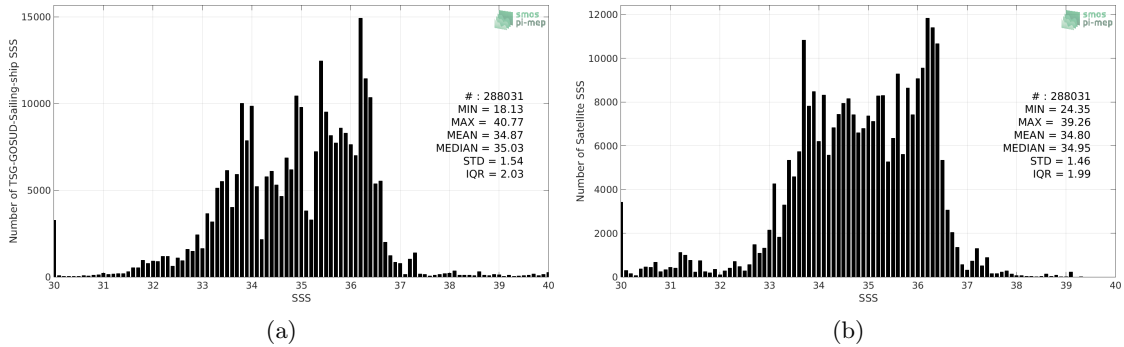 Number of TSG-GOSUD-Sailing-ship SSS
15000
10000
5000
0
30 31 32 33 34 35 36 37 38 39 40
SSS
smos
pi-mep
# : 288031
MIN = 18.13
MAX = 40.77
MEAN = 34.87
MEDIAN = 35.03
STD = 1.54
IQR = 2.03
(a)
Number of Satellite SSS
12000
10000
8000
6000
4000
2000
0
30 31 32 33 34 35 36 37 38 39 40
SSS
smos
pi-mep
# : 288031
MIN = 24.35
MAX = 39.26
MEAN = 34.80
MEDIAN = 34.95
STD = 1.46
IQR = 1.99
(b)